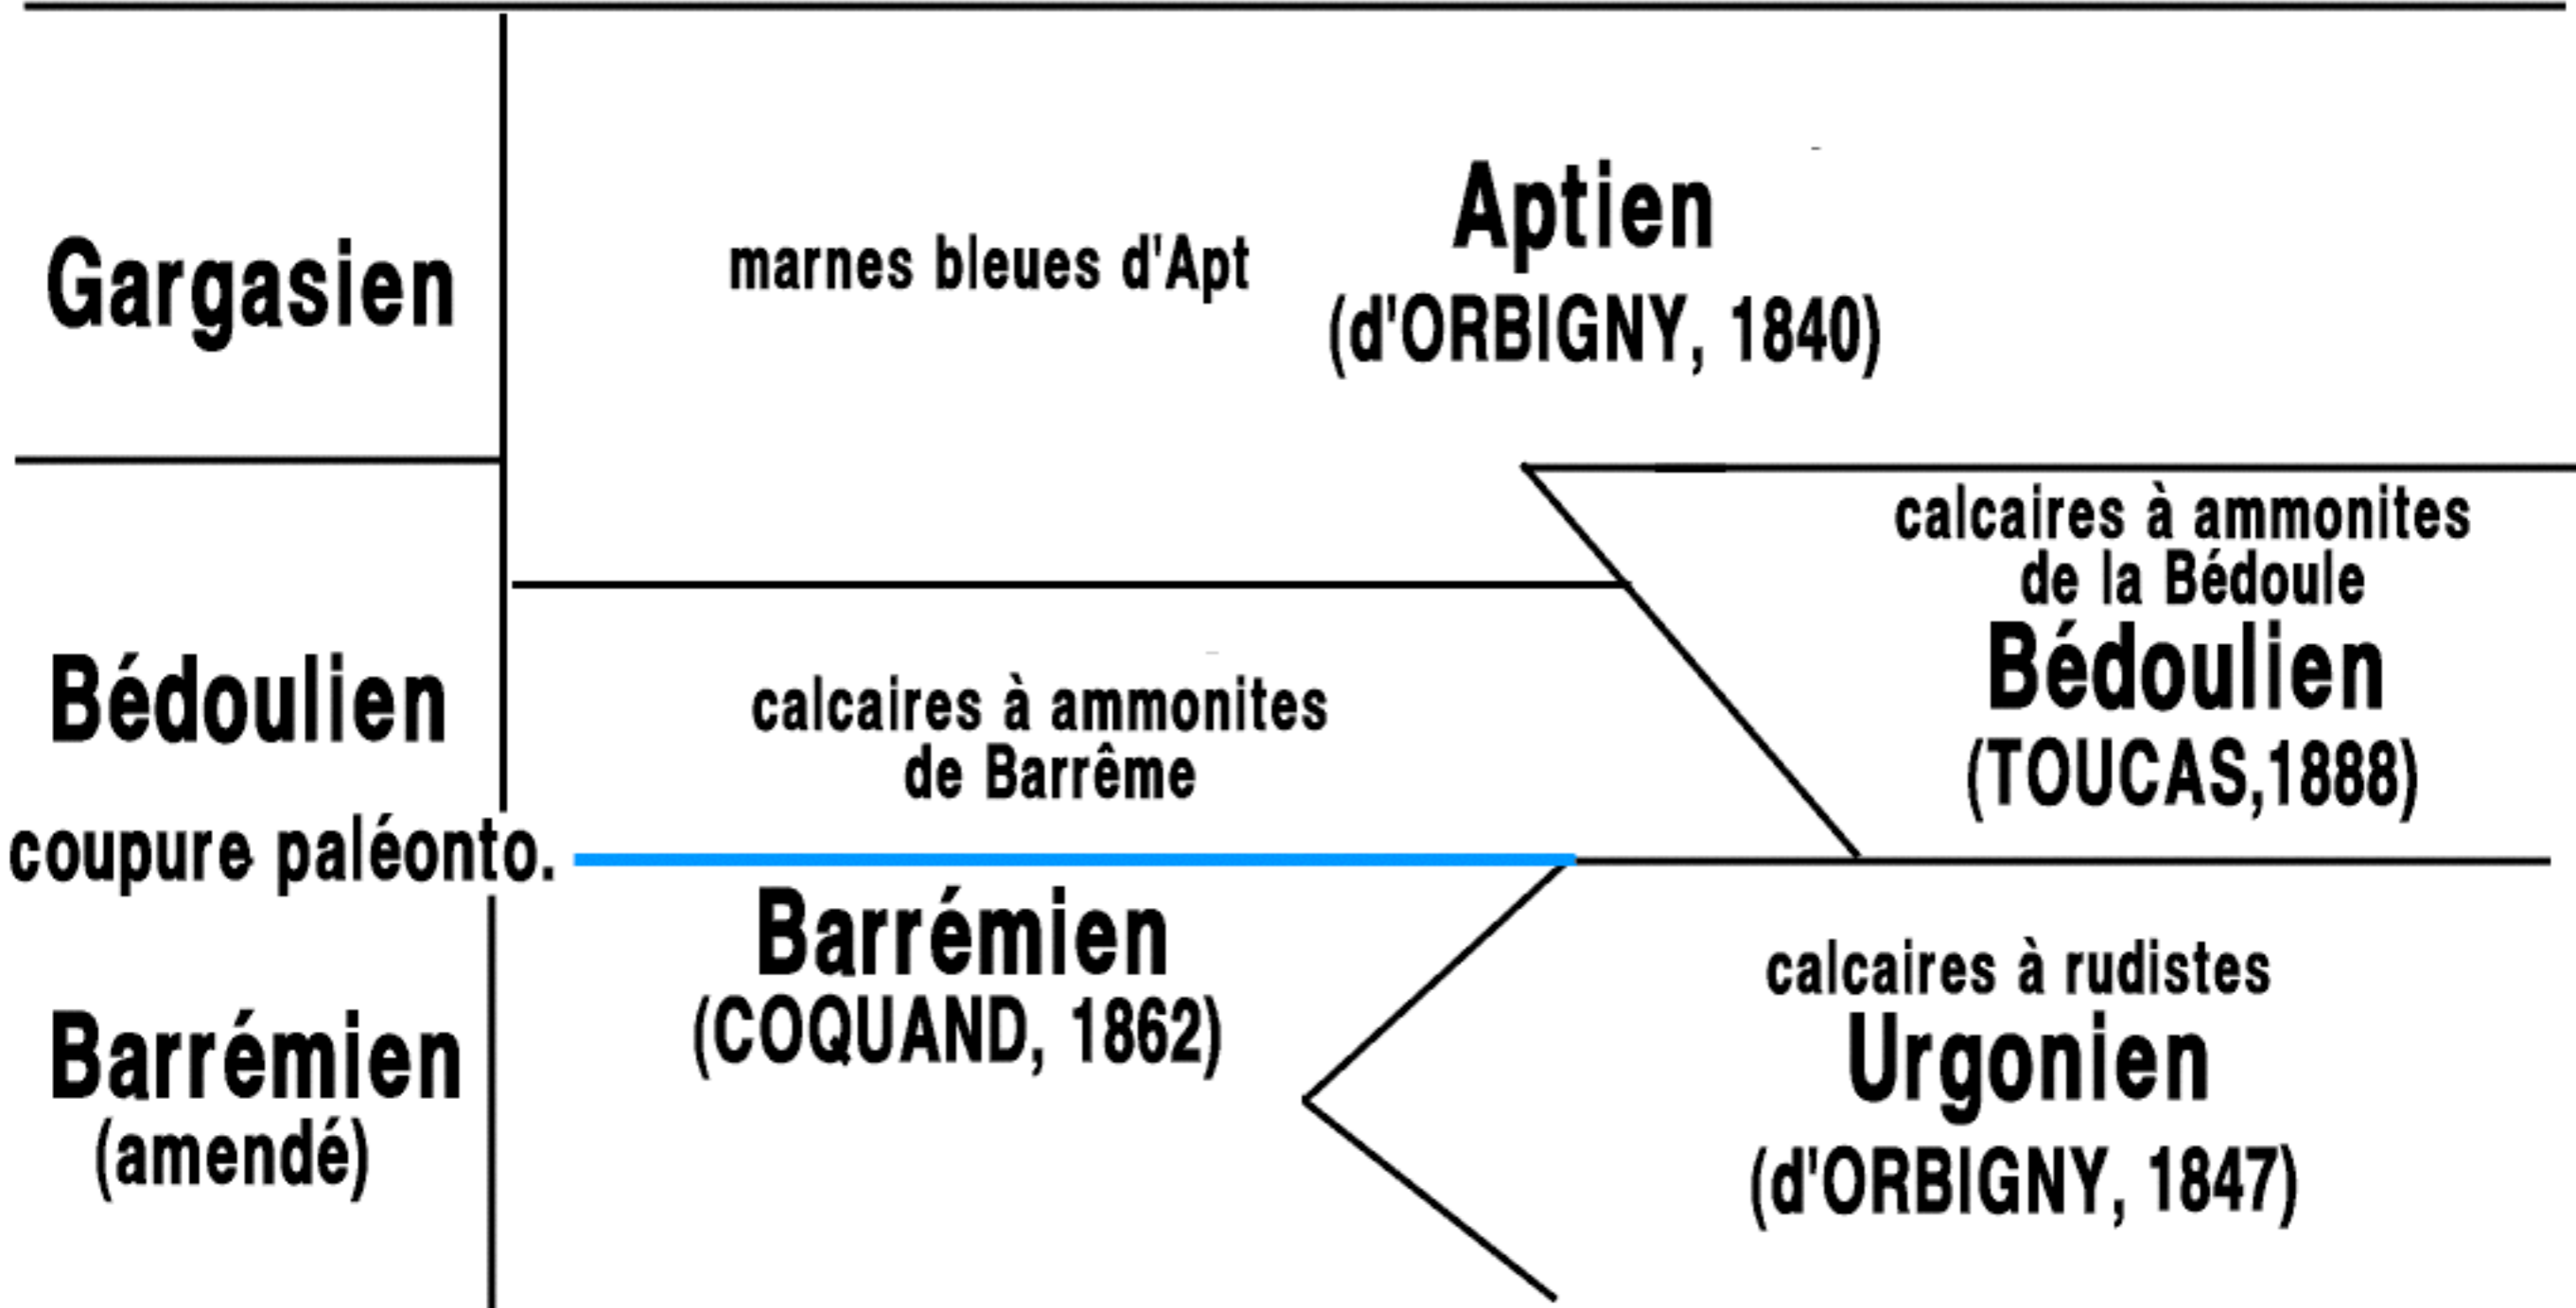 Aptien
marnes bleues d'Apt
Gargasien
(d'ORBIGNY, 1840)
calcaires à ammonites
de la Bédoule
Bédoulien
(TOUCAS,1888)
Bédoulien
calcaires à ammonites
de Barrême
coupure paléonto.
Barrémien
(COQUAND, 1862)
calcaires à rudistes
Urgonien
(d'ORBIGNY, 1847)
Barrémien
(amendé)